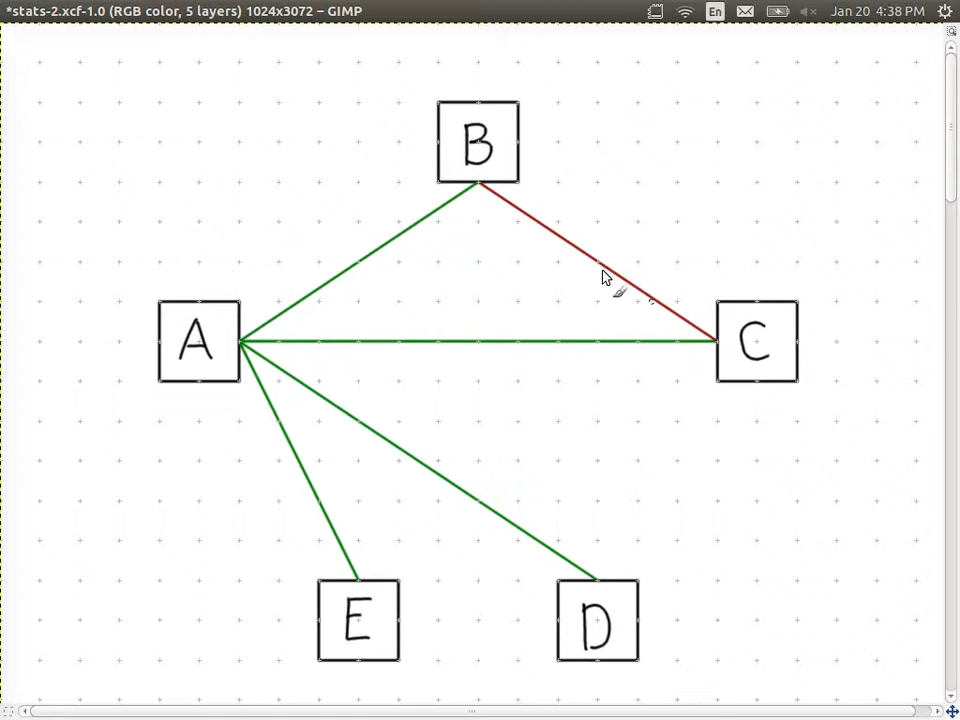 *stats-2.xcf-1.0 (RGB color, 5 layers) 1024x3072 – GIMP
En
Jan 20 4:38 PM
B
A
C
E
D